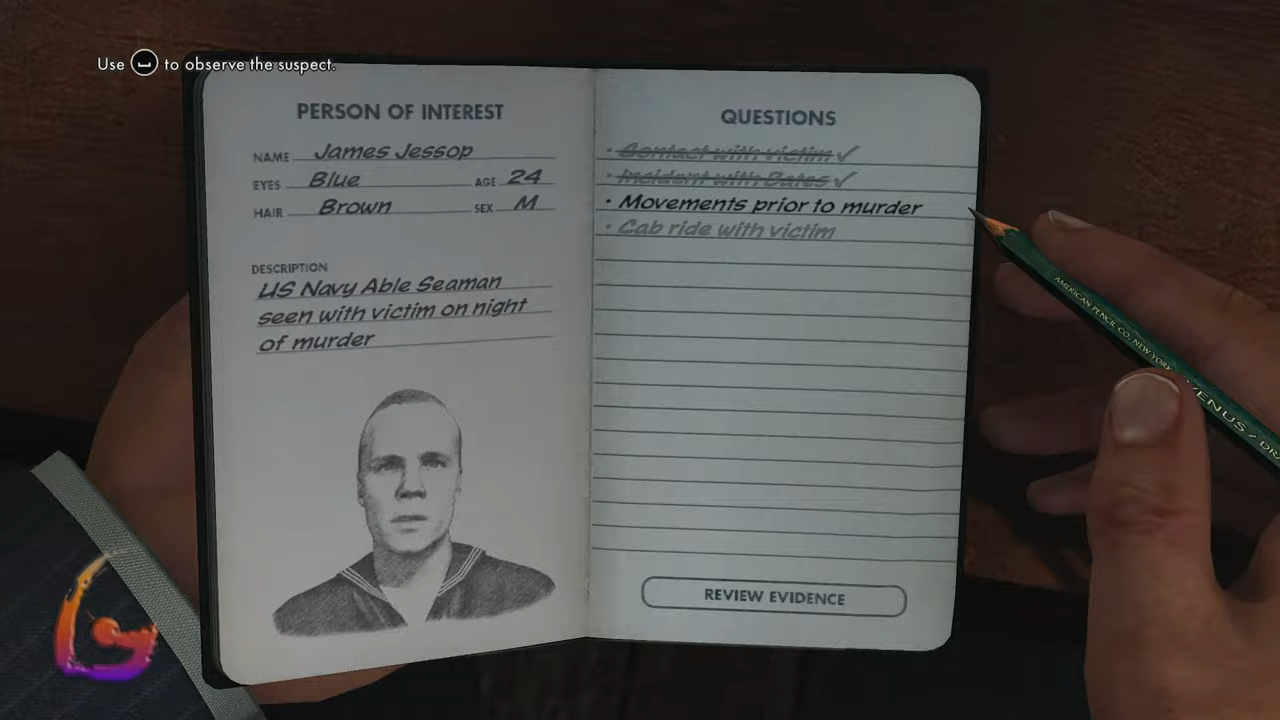 Use to observe the suspect.
PERSON OF INTEREST
NAME James Jessop
EYES Blue AGE 24
HAIR Brown SEX M
DESCRIPTION
US Navy Able Seaman
seen with victim on night
of murder
QUESTIONS
· Contact with victim ✓
· Incident with Bates ✓
· Movements prior to murder
· Cab ride with victim
REVIEW EVIDENCE
AMERICAN PENCIL CO. NEW YORK
VENUS / DRA